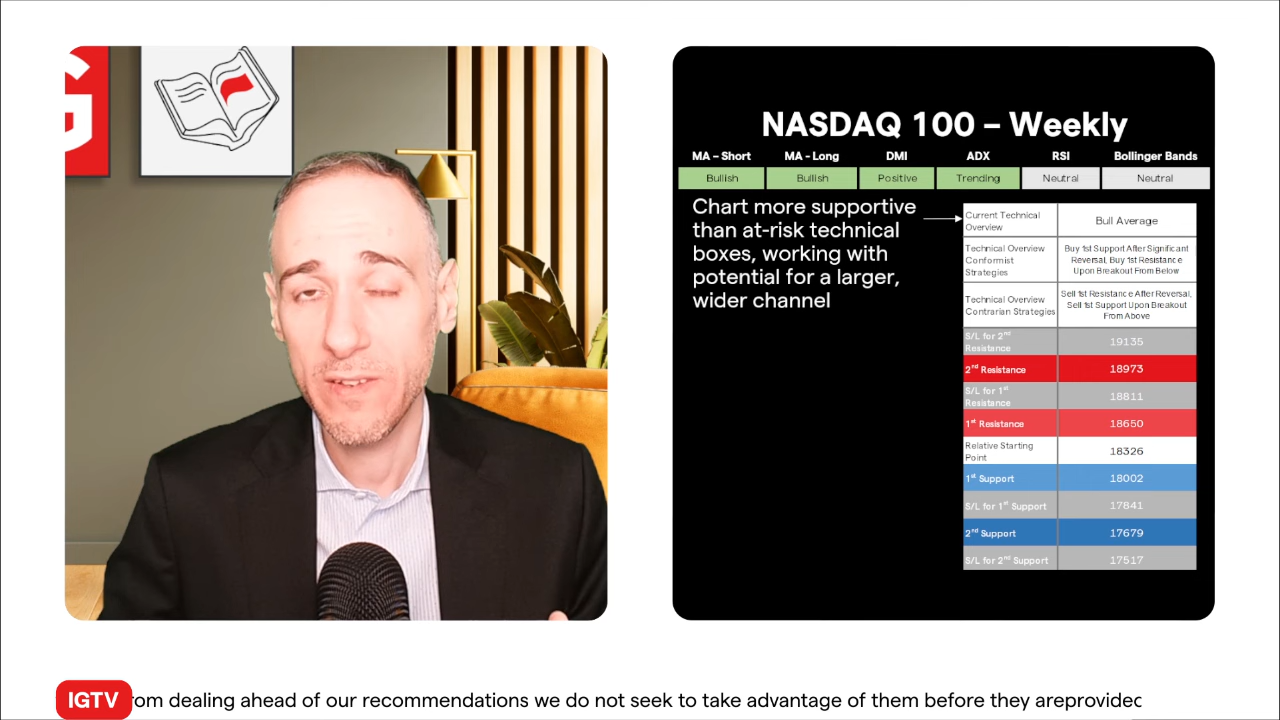 G
NASDAQ 100 – Weekly
MA – Short MA - Long DMI ADX RSI Bollinger Bands
Bullish Bullish Positive Trending Neutral Neutral
Chart more supportive
than at-risk technical
boxes, working with
potential for a larger,
wider channel
Current Technical
Overview
Bull Average
Technical Overview
Conformist
Strategies
Buy 1st Support After Significant
Reversal, Buy 1st Resistance
Upon Breakout From Below
Technical Overview
Contrarian Strategies
Sell 1st Resistance After Reversal,
Sell 1st Support Upon Breakout
From Above
S/L for 2nd
Resistance
19135
2nd Resistance 18973
S/L for 1st
Resistance
18811
1st Resistance 18650
Relative Starting
Point
18326
1st Support 18002
S/L for 1st Support 17841
2nd Support 17679
S/L for 2nd Support 17517
IGTV
om dealing ahead of our recommendations we do not seek to take advantage of them before they areprovided